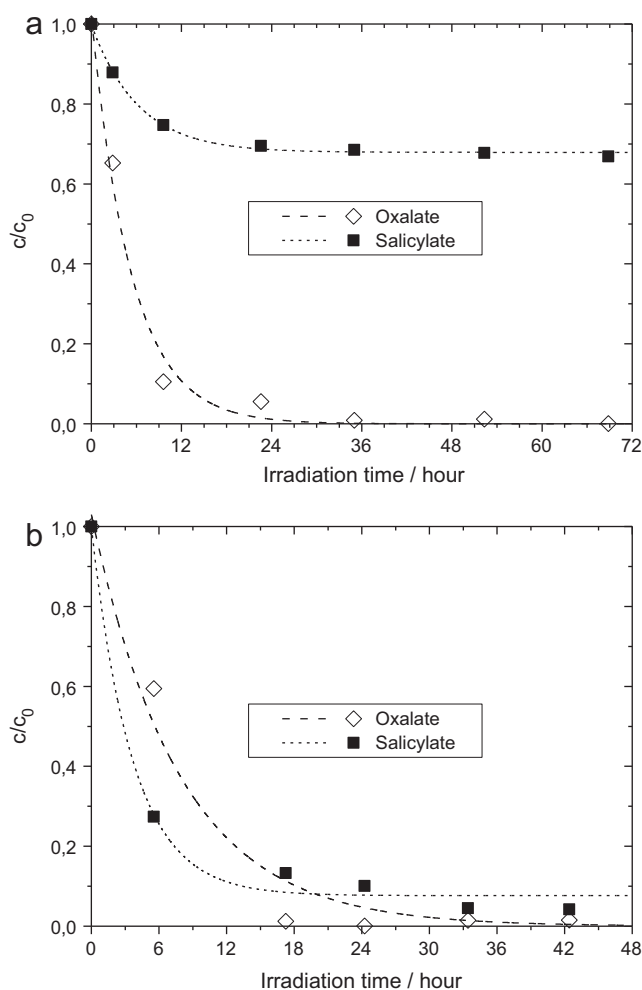 a
1,0
0,8
0,6
0,4
0,2
0,0
c/c0
Oxalate
Salicylate
0 12 24 36 48 60 72
Irradiation time / hour
b
1,0
0,8
0,6
0,4
0,2
0,0
c/c0
Oxalate
Salicylate
0 6 12 18 24 30 36 42 48
Irradiation time / hour